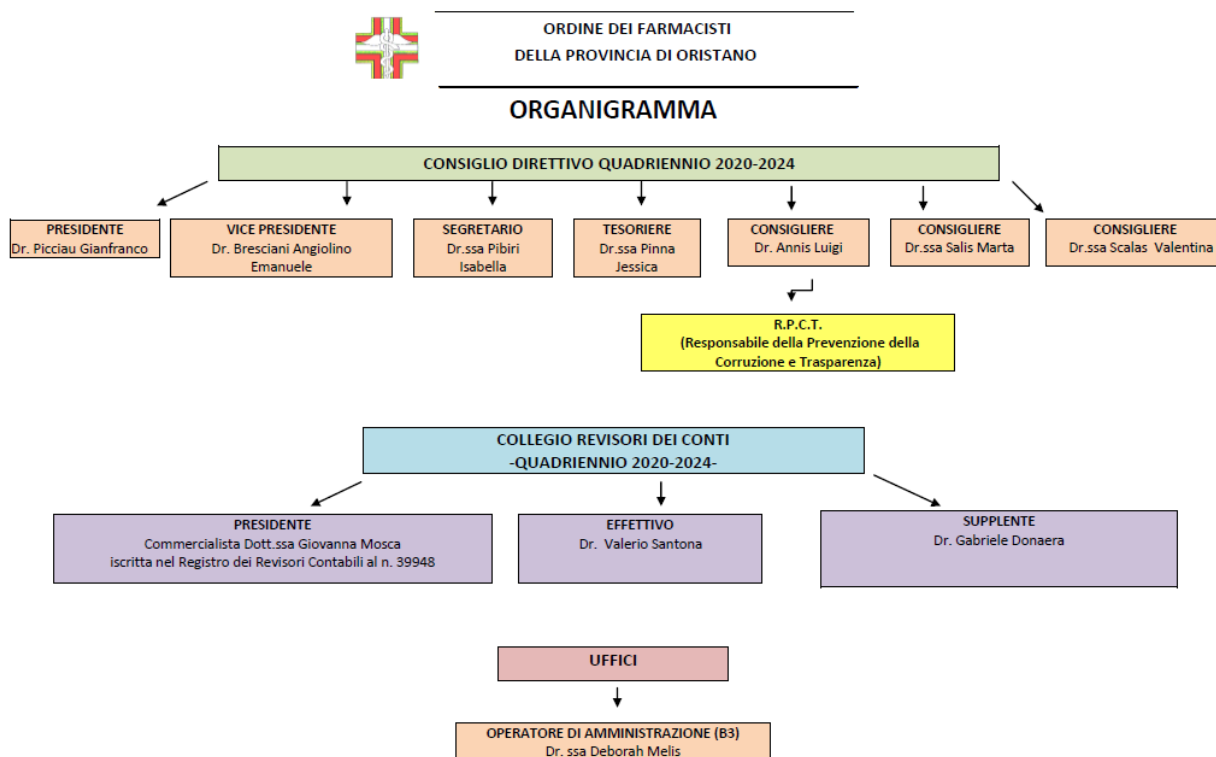 ORDINE DEI FARMACISTI
DELLA PROVINCIA DI ORISTANO
ORGANIGRAMMA
CONSIGLIO DIRETTIVO QUADRIENNIO 2020-2024
PRESIDENTE
Dr. Picciau Gianfranco
VICE PRESIDENTE
Dr. Bresciani Angiolino
Emanuele
SEGRETARIO
Dr.ssa Pibiri
Isabella
TESORIERE
Dr.ssa Pinna
Jessica
CONSIGLIERE
Dr. Annis Luigi
CONSIGLIERE
Dr.ssa Salis Marta
CONSIGLIERE
Dr.ssa Scalas Valentina
R.P.C.T.
(Responsabile della Prevenzione della
Corruzione e Trasparenza)
COLLEGIO REVISORI DEI CONTI
-QUADRIENNIO 2020-2024-
PRESIDENTE
Commercialista Dott.ssa Giovanna Mosca
iscritta nel Registro dei Revisori Contabili al n. 39948
EFFETTIVO
Dr. Valerio Santona
SUPPLENTE
Dr. Gabriele Donaera
UFFICI
OPERATORE DI AMMINISTRAZIONE (B3)
Dr. ssa Deborah Melis